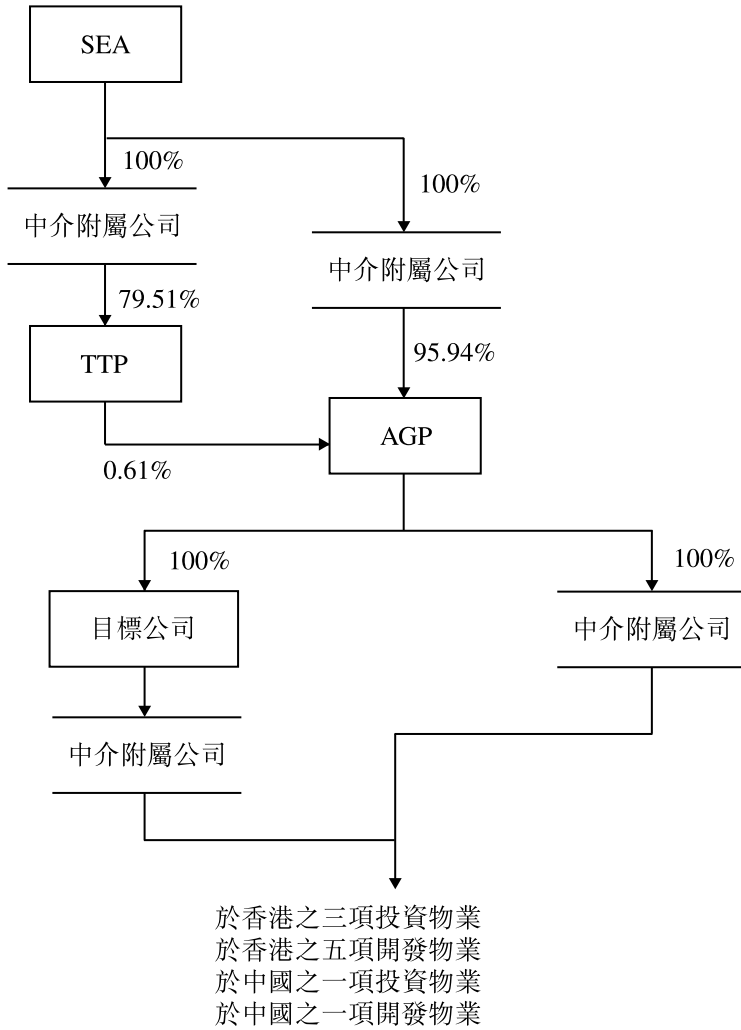 SEA
100%
100%
中介附屬公司
中介附屬公司
79.51%
TTP
95.94%
AGP
0.61%
100%
100%
目標公司
中介附屬公司
中介附屬公司
於香港之三項投資物業
於香港之五項開發物業
於中國之一項投資物業
於中國之一項開發物業